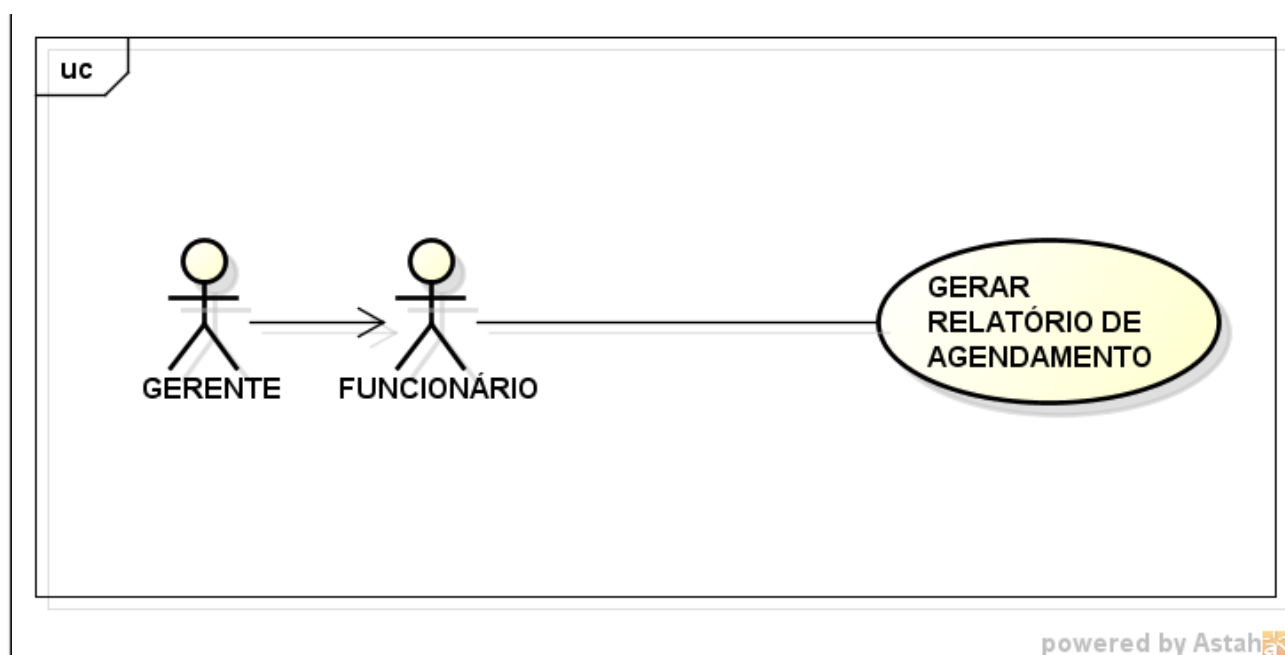 uc
GERENTE
FUNCIONÁRIO
GERAR
RELATÓRIO DE
AGENDAMENTO
powered by Astah